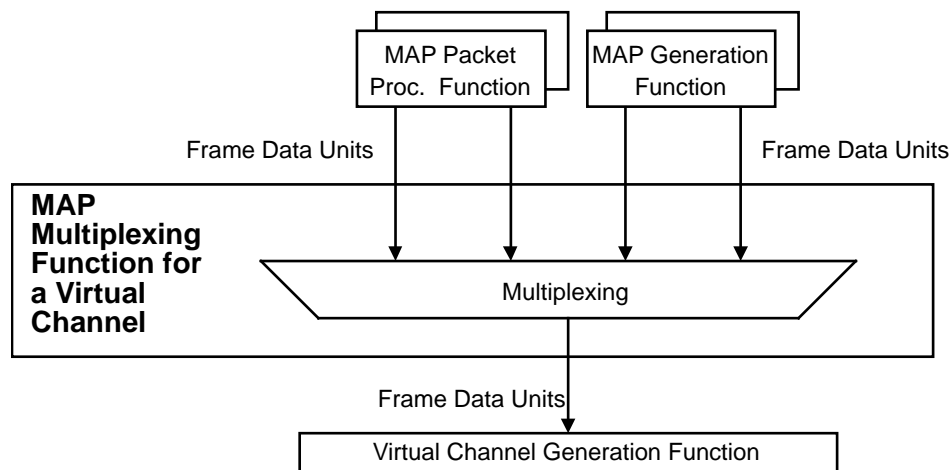 MAP Packet
Proc. Function
MAP Generation
Function
Frame Data Units
Frame Data Units
MAP
Multiplexing
Function for
a Virtual
Channel
Multiplexing
Frame Data Units
Virtual Channel Generation Function